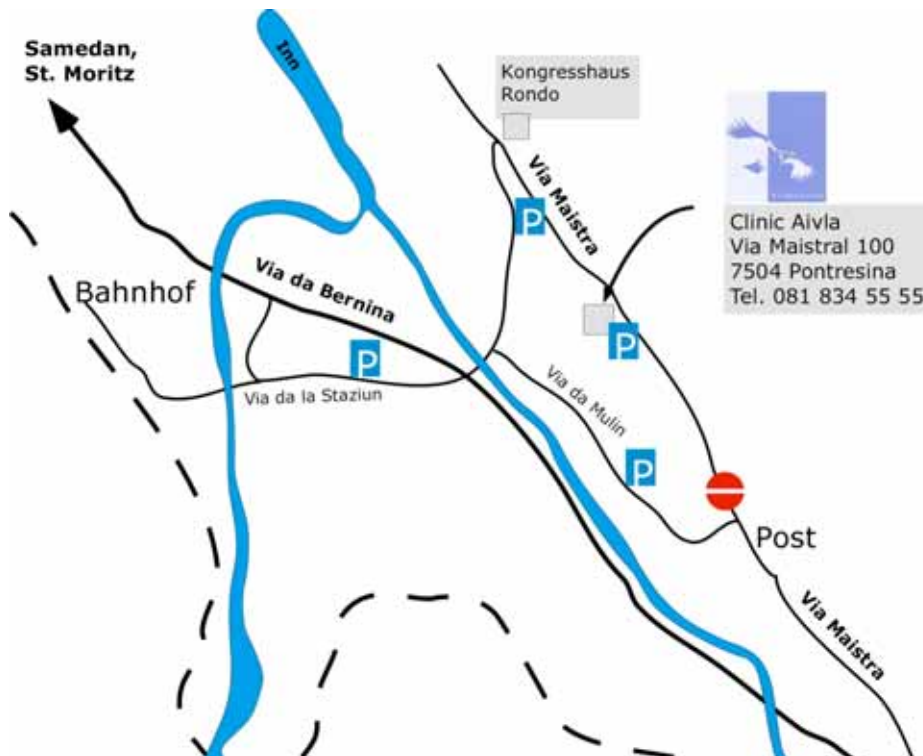 Samedan,
St. Moritz
Inn
Kongresshaus
Rondo
Via Maistra
P
Clinic Aivla
Via Maistral 100
7504 Pontresina
Tel. 081 834 55 55
Via da Bernina
Bahnhof
P
P
Via da la Staziun
Via da Mulin
P
Post
Via Maistra